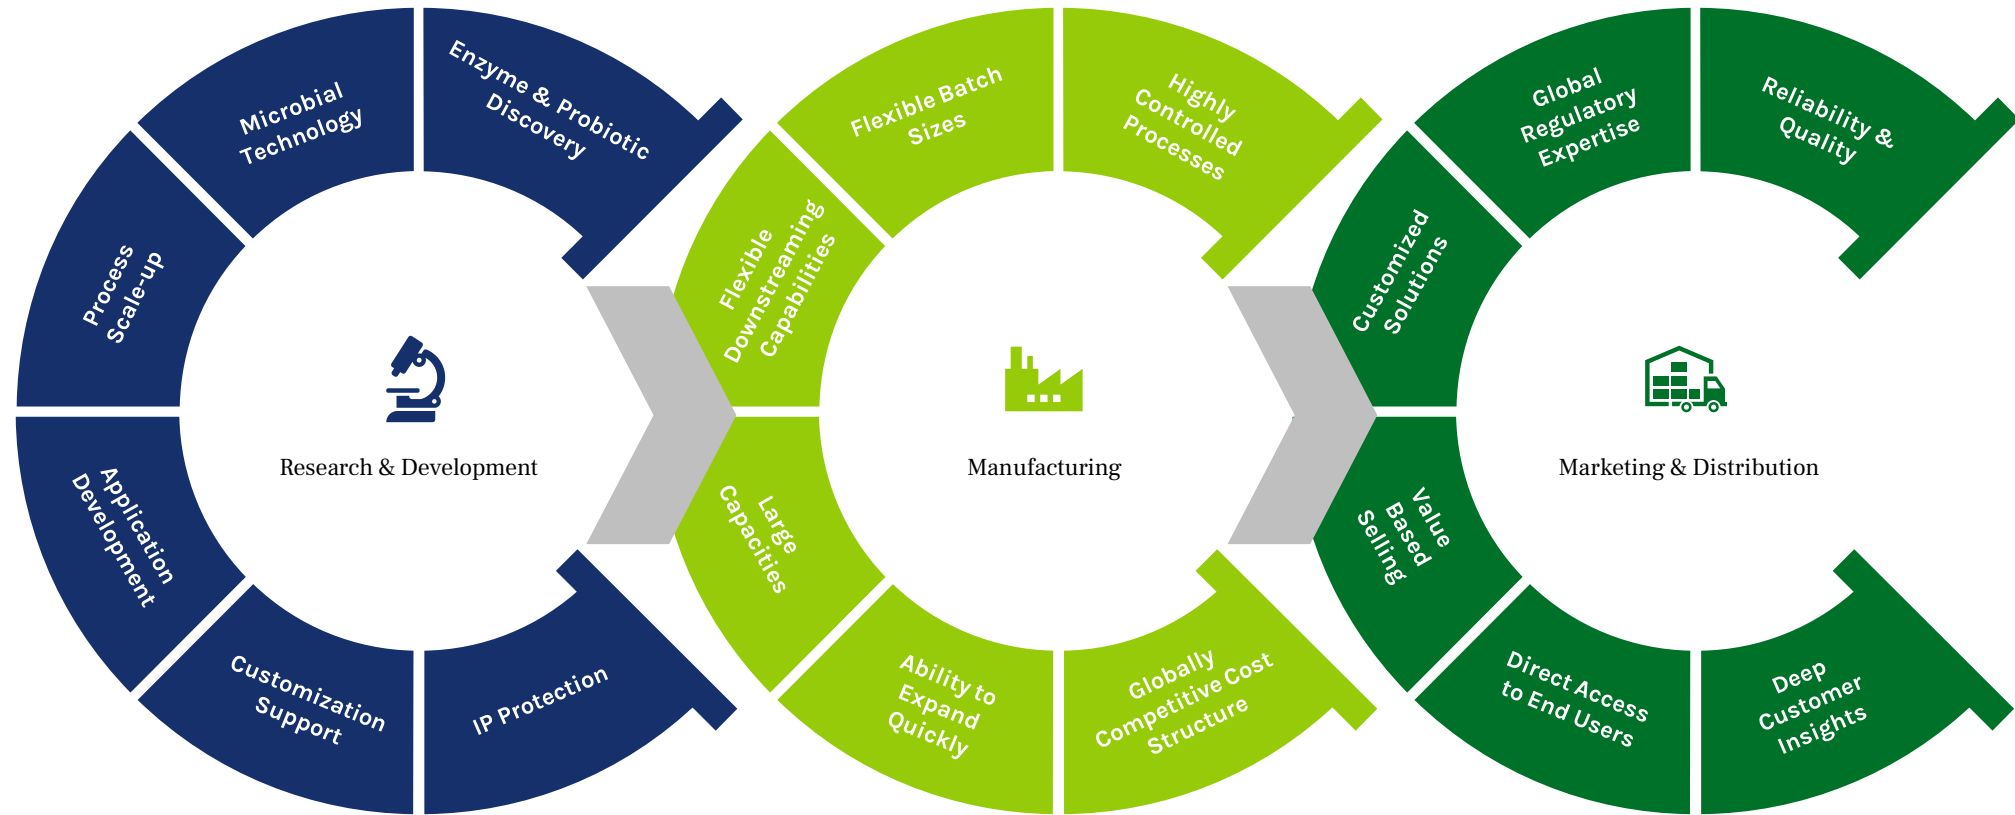 Enzyme & Probiotic
Discovery
Microbial
Technology
Process
Scale-up
Application
Development
Customization
Support
IP Protection
Research & Development
Highly
Controlled
Processes
Flexible Batch
Sizes
Flexible
Downstreaming
Capabilities
Large
Capacities
Ability to
Expand
Quickly
Globally
Competitive Cost
Structure
Manufacturing
Reliability &
Quality
Global
Regulatory
Expertise
Customized
Solutions
Value
Based
Selling
Direct Access
to End Users
Deep
Customer
Insights
Marketing & Distribution